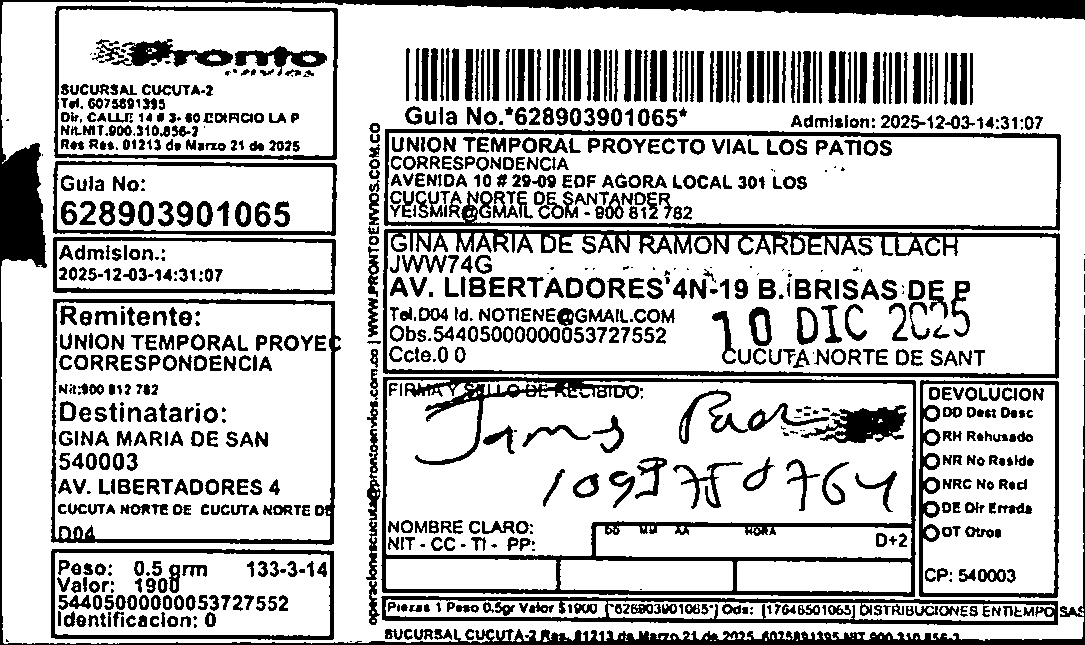 Pronto
envios
SUCURSAL CUCUTA-2
Tel. 6075891395
Dir. CALLE 14 # 3- 60 EDIFICIO LA P
Nit.NIT.900.310.856-2
Res Res. 01213 de Marzo 21 de 2025
Guia No:
628903901065
Admision.:
2025-12-03-14:31:07
Remitente:
UNION TEMPORAL PROYEC
CORRESPONDENCIA
Nit:900 812 782
Destinatario:
GINA MARIA DE SAN
540003
AV. LIBERTADORES 4
CUCUTA NORTE DE CUCUTA NORTE DE
D04
Peso: 0.5 grm 133-3-14
Valor: 1900
54405000000053727552
Identificacion: 0
operacionescucuta@prontoenvios.com.co | WWW.PRONTOENVIOS.COM.CO
Guia No.*628903901065*
Admision: 2025-12-03-14:31:07
UNION TEMPORAL PROYECTO VIAL LOS PATIOS
CORRESPONDENCIA
AVENIDA 10 # 29-09 EDF AGORA LOCAL 301 LOS
CUCUTA NORTE DE SANTANDER
YEISMIR@GMAIL COM - 900 812 782
GINA MARIA DE SAN RAMON CARDENAS LLACH
JWW74G
AV. LIBERTADORES 4N-19 B. BRISAS DE P
Tel.D04 Id. NOTIENE@GMAIL.COM
Obs.54405000000053727552
Ccte.0 0
10 DIC 2025
CUCUTA NORTE DE SANT
FIRMA Y SELLO DE RECIBIDO:
NOMBRE CLARO:
NIT - CC - TI - PP:
DD MM AA HORA
D+2
DEVOLUCION
DD Dest Desc
RH Rehusado
NR No Reside
NRC No Recl
DE Dir Errada
OT Otros
CP: 540003
Piezas 1 Peso 0.5gr Valor $1900 [*628903901065*] Ods: [17646501065] DISTRIBUCIONES ENTIEMPO SAS
SUCURSAL CUCUTA-2 Res. 01213 de Marzo 21 de 2025 6075891395 NIT 900.310.856-2